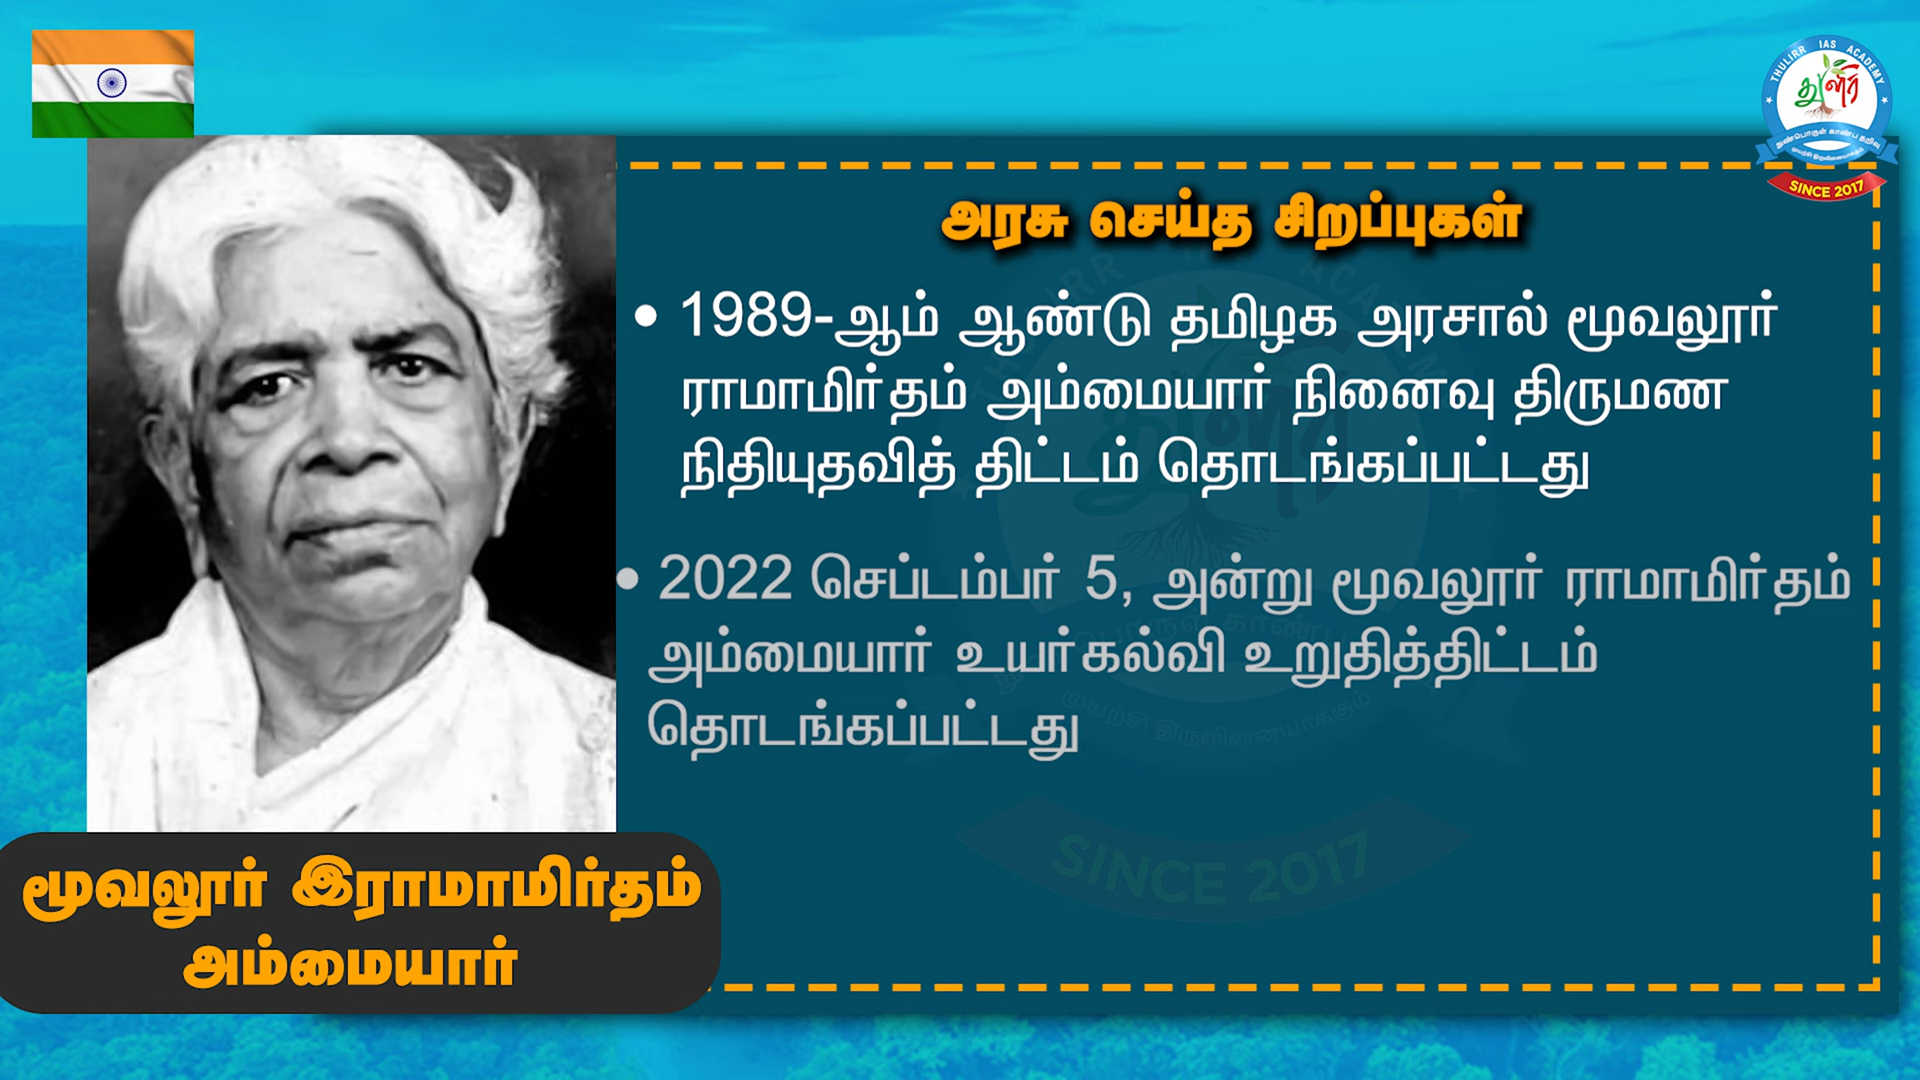 THULIRR IAS ACADEMY
துளிர்
நுண்பொருள் காண்ப தறிவு
முயற்சி திருவினையாக்கும்
SINCE 2017
அரசு செய்த சிறப்புகள்
• 1989-ஆம் ஆண்டு தமிழக அரசால் மூவலூர்
ராமாமிர்தம் அம்மையார் நினைவு திருமண
நிதியுதவித் திட்டம் தொடங்கப்பட்டது
• 2022 செப்டம்பர் 5, அன்று மூவலூர் ராமாமிர்தம்
அம்மையார் உயர்கல்வி உறுதித்திட்டம்
தொடங்கப்பட்டது
SINCE 2017
மூவலூர் இராமாமிர்தம்
அம்மையார்